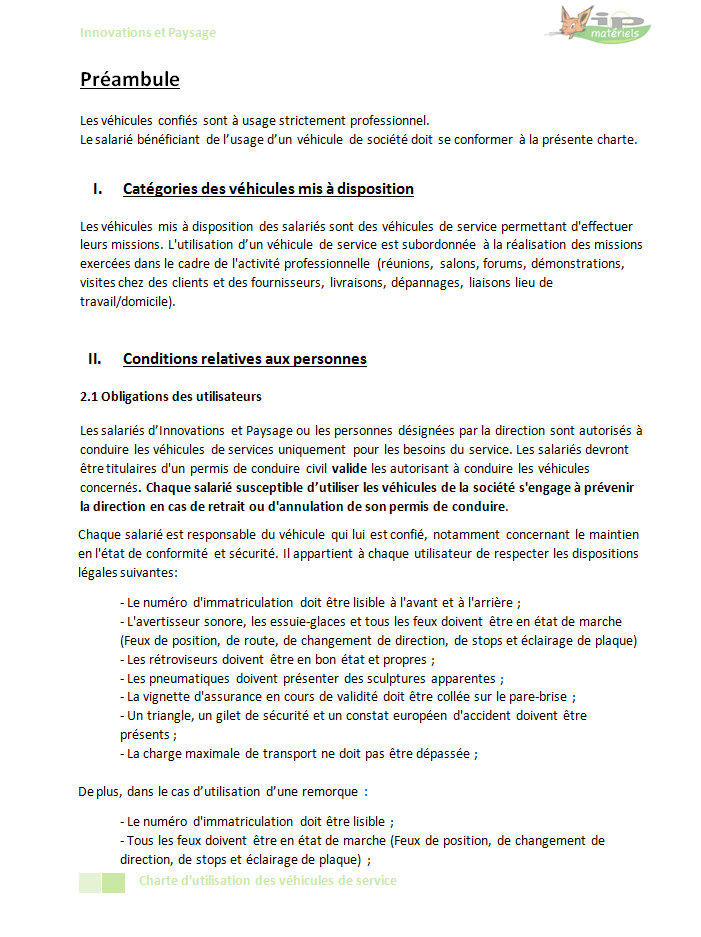 Innovations et Paysage
ip
matériels
Préambule
Les véhicules confiés sont à usage strictement professionnel.
Le salarié bénéficiant de l’usage d’un véhicule de société doit se conformer à la présente charte.
I. Catégories des véhicules mis à disposition
Les véhicules mis à disposition des salariés sont des véhicules de service permettant d'effectuer
leurs missions. L'utilisation d’un véhicule de service est subordonnée à la réalisation des missions
exercées dans le cadre de l'activité professionnelle (réunions, salons, forums, démonstrations,
visites chez des clients et des fournisseurs, livraisons, dépannages, liaisons lieu de
travail/domicile).
II. Conditions relatives aux personnes
2.1 Obligations des utilisateurs
Les salariés d’Innovations et Paysage ou les personnes désignées par la direction sont autorisés à
conduire les véhicules de services uniquement pour les besoins du service. Les salariés devront
être titulaires d'un permis de conduire civil valide les autorisant à conduire les véhicules
concernés. Chaque salarié susceptible d’utiliser les véhicules de la société s'engage à prévenir
la direction en cas de retrait ou d'annulation de son permis de conduire.
Chaque salarié est responsable du véhicule qui lui est confié, notamment concernant le maintien
en l'état de conformité et sécurité. Il appartient à chaque utilisateur de respecter les dispositions
légales suivantes:
- Le numéro d'immatriculation doit être lisible à l'avant et à l'arrière ;
- L'avertisseur sonore, les essuie-glaces et tous les feux doivent être en état de marche
(Feux de position, de route, de changement de direction, de stops et éclairage de plaque)
- Les rétroviseurs doivent être en bon état et propres ;
- Les pneumatiques doivent présenter des sculptures apparentes ;
- La vignette d'assurance en cours de validité doit être collée sur le pare-brise ;
- Un triangle, un gilet de sécurité et un constat européen d'accident doivent être
présents ;
- La charge maximale de transport ne doit pas être dépassée ;
De plus, dans le cas d’utilisation d’une remorque :
- Le numéro d'immatriculation doit être lisible ;
- Tous les feux doivent être en état de marche (Feux de position, de changement de
direction, de stops et éclairage de plaque) ;
Charte d'utilisation des véhicules de service